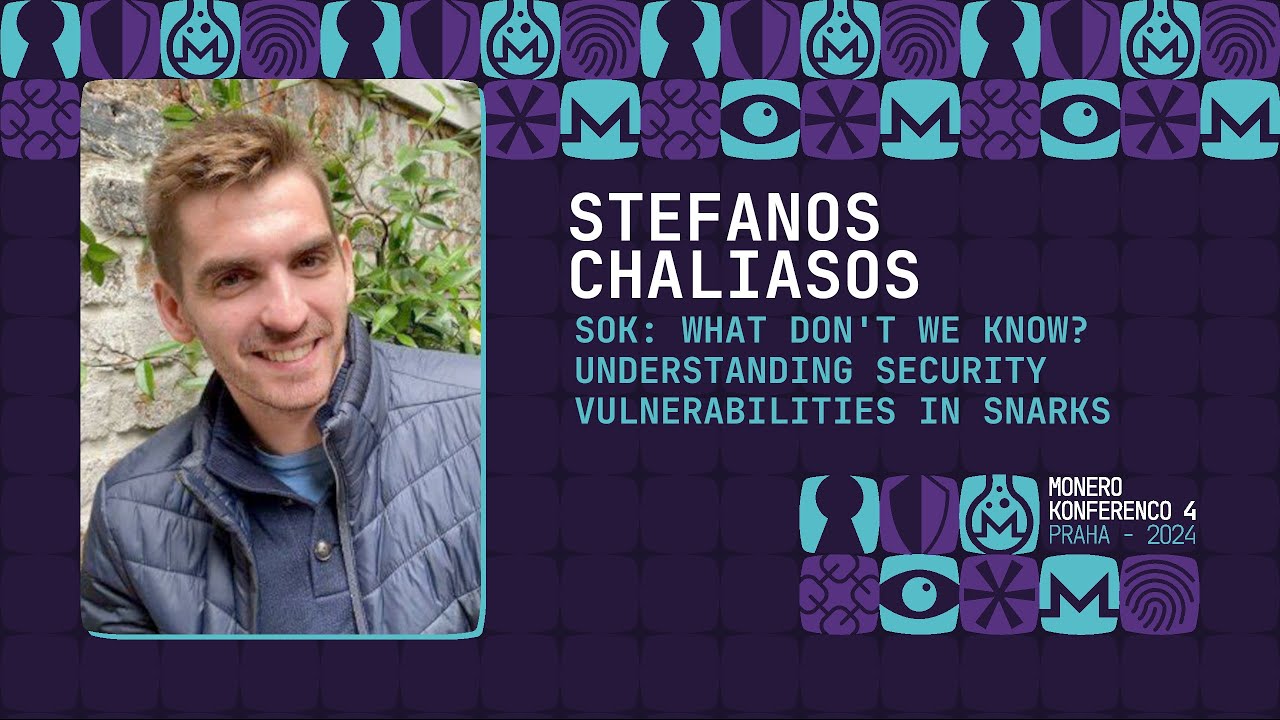 STEFANOS
CHALIASOS
SOK: WHAT DON'T WE KNOW?
UNDERSTANDING SECURITY
VULNERABILITIES IN SNARKS
MONERO
KONFERENCO 4
PRAHA - 2024